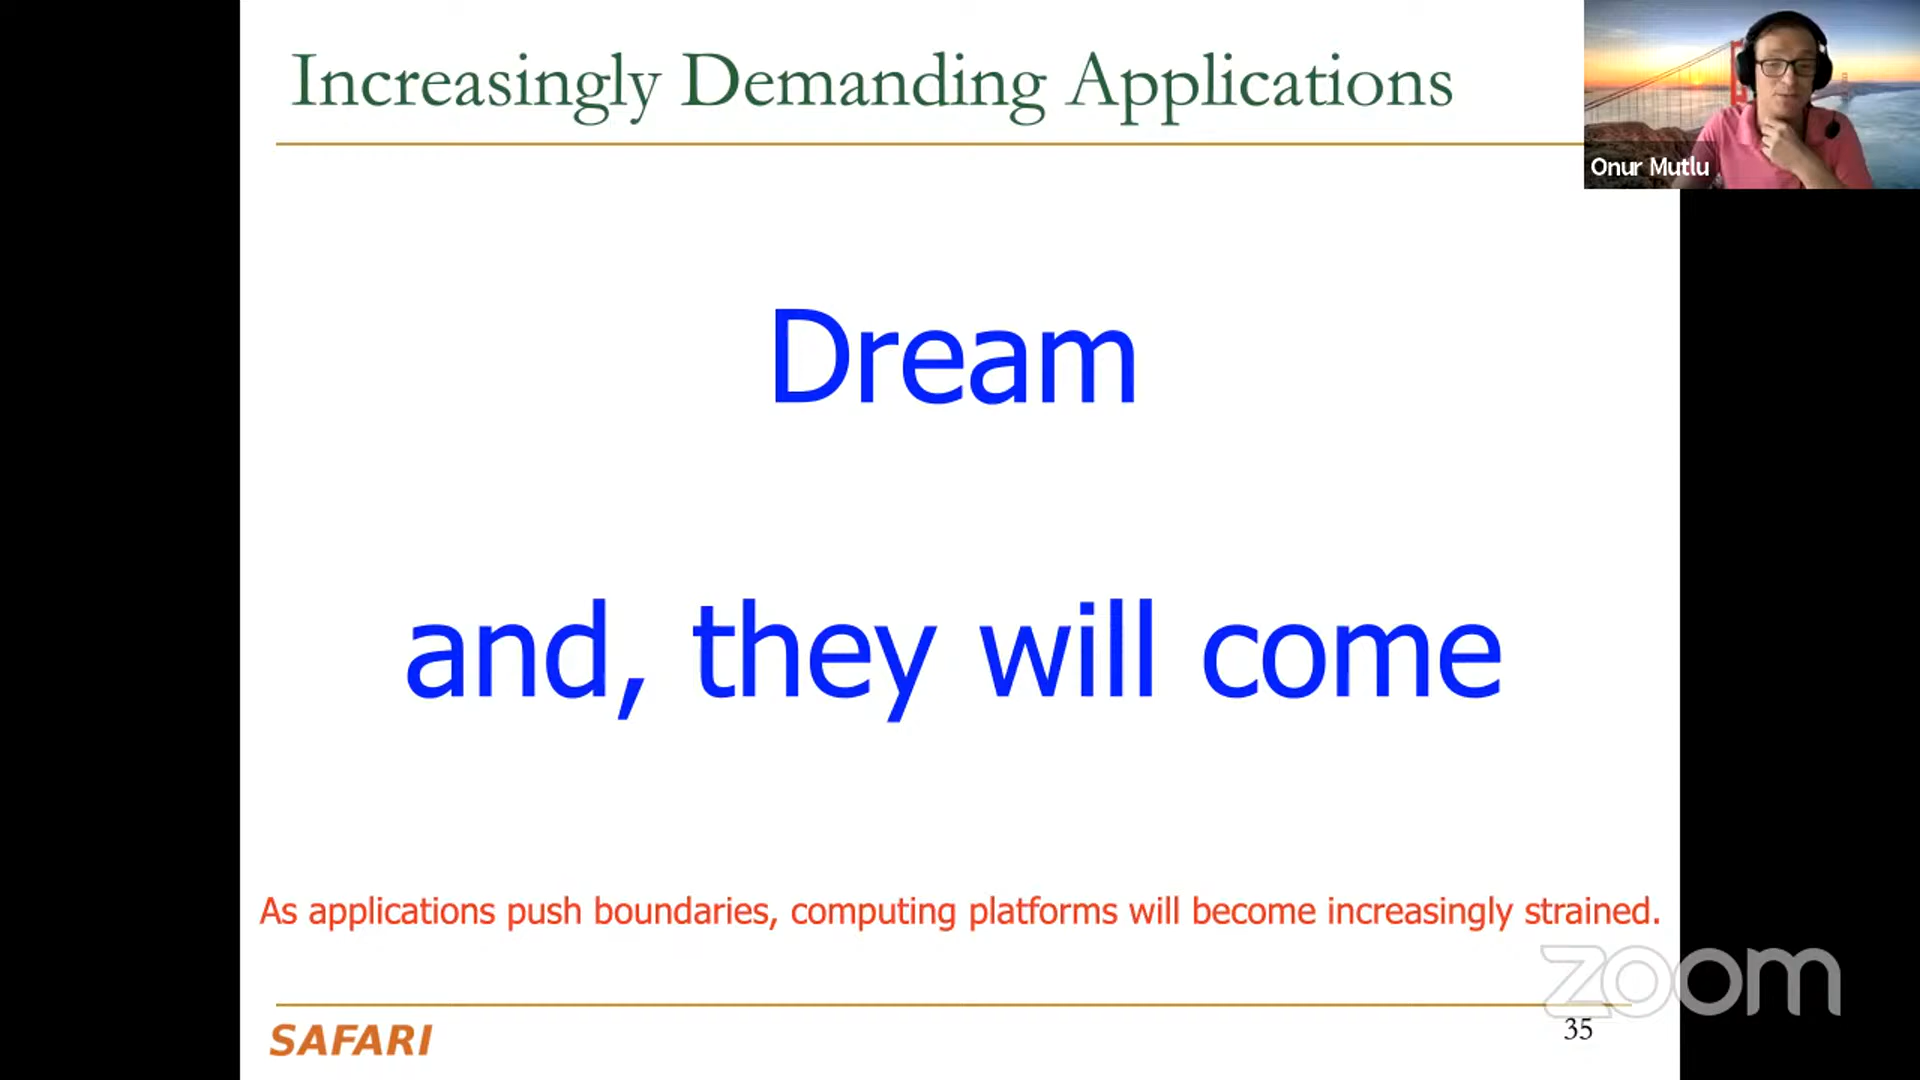 Increasingly Demanding Applications
Onur Mutlu
Dream
and, they will come
As applications push boundaries, computing platforms will become increasingly strained.
zoom
SAFARI
35